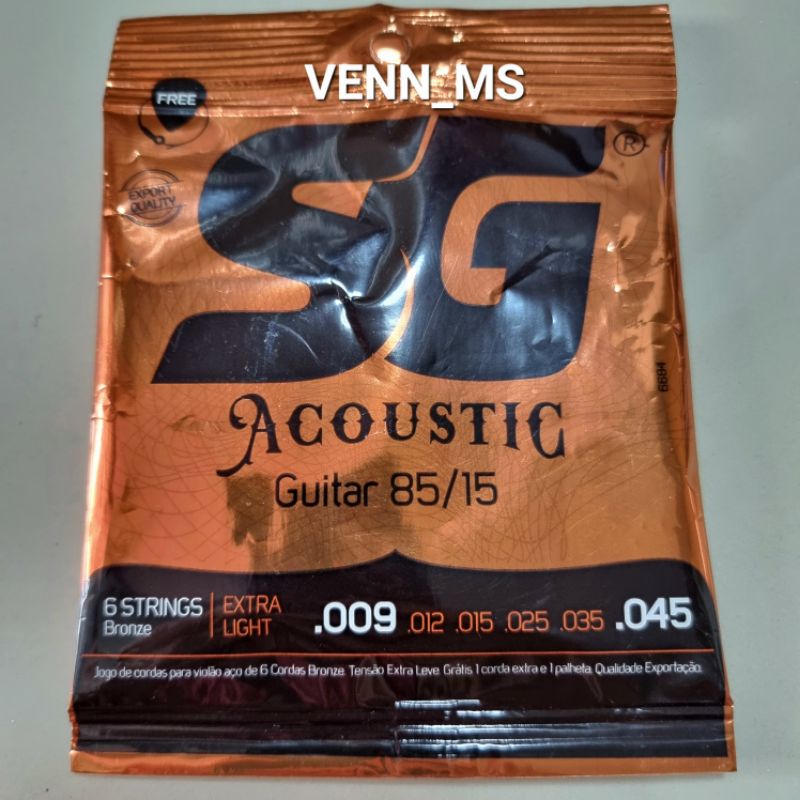 VENN_MS
FREE
SG
®
EXPORT
QUALITY
6684
ACOUSTIC
Guitar 85/15
6 STRINGS
Bronze
EXTRA
LIGHT
.009 .012 .015 .025 .035 .045
Jogo de cordas para violão aço de 6 Cordas Bronze. Tensão Extra Leve. Grátis 1 corda extra e 1 palheta. Qualidade Exportação.